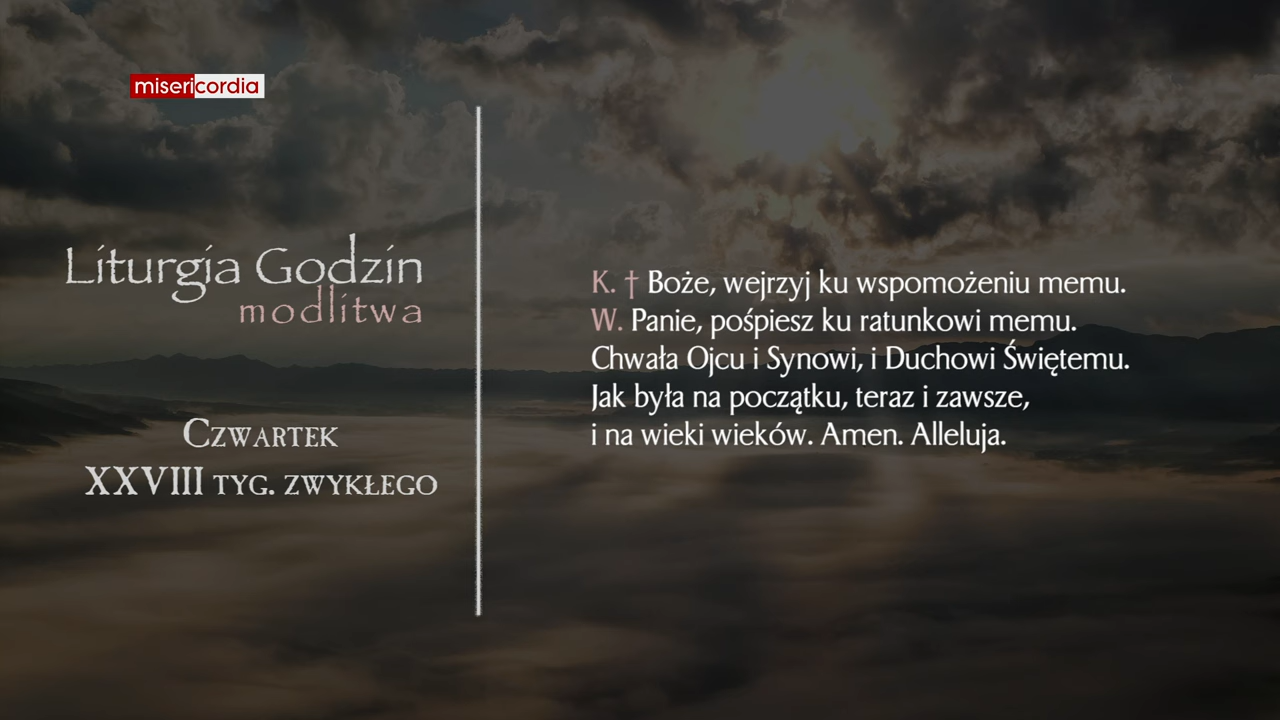 misericordia
Liturgia Godzin
modlitwa
Czwartek
XXVIII tyg. zwykłego
K. † Boże, wejrzyj ku wspomożeniu memu.
W. Panie, pośpiesz ku ratunkowi memu.
Chwała Ojcu i Synowi, i Duchowi Świętemu.
Jak była na początku, teraz i zawsze,
i na wieki wieków. Amen. Alleluja.